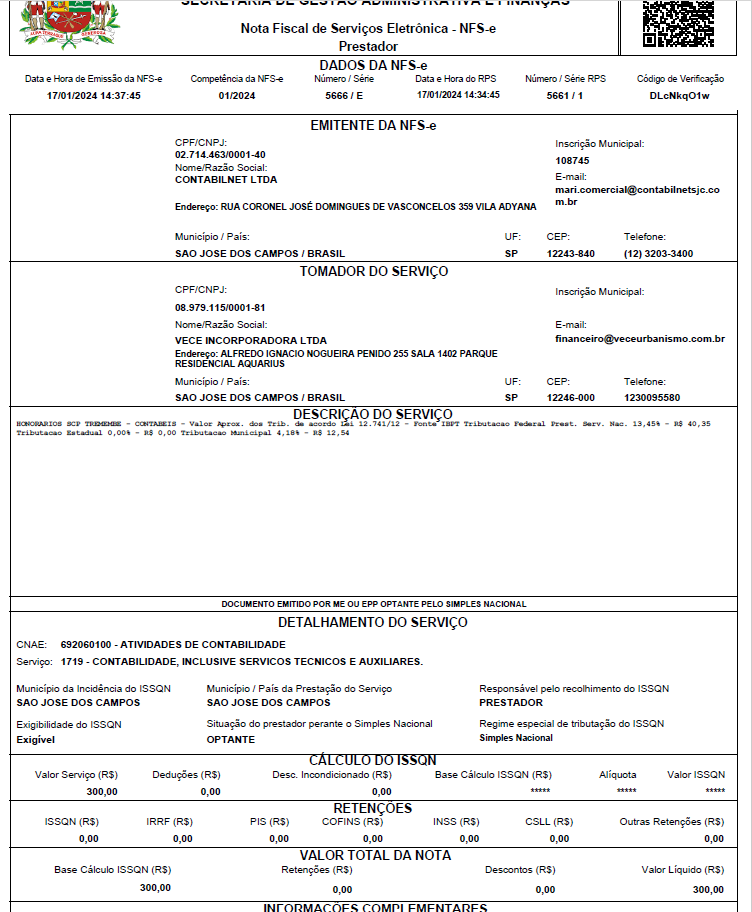 SECRETARIA DE GESTÃO ADMINISTRATIVA E FINANÇAS
Nota Fiscal de Serviços Eletrônica - NFS-e
Prestador
DADOS DA NFS-e
Data e Hora de Emissão da NFS-e Competência da NFS-e Número / Série Data e Hora do RPS Número / Série RPS Código de Verificação
17/01/2024 14:37:45 01/2024 5666 / E 17/01/2024 14:34:45 5661 / 1 DLcNkqO1w
EMITENTE DA NFS-e
CPF/CNPJ: Inscrição Municipal:
02.714.463/0001-40 108745
Nome/Razão Social: E-mail:
CONTABILNET LTDA mari.comercial@contabilnetsjc.co
m.br
Endereço: RUA CORONEL JOSÉ DOMINGUES DE VASCONCELOS 359 VILA ADYANA
Município / País: UF: CEP: Telefone:
SAO JOSE DOS CAMPOS / BRASIL SP 12243-840 (12) 3203-3400
TOMADOR DO SERVIÇO
CPF/CNPJ: Inscrição Municipal:
08.979.115/0001-81
Nome/Razão Social: E-mail:
VECE INCORPORADORA LTDA financeiro@veceurbanismo.com.br
Endereço: ALFREDO IGNACIO NOGUEIRA PENIDO 255 SALA 1402 PARQUE
RESIDENCIAL AQUARIUS
Município / País: UF: CEP: Telefone:
SAO JOSE DOS CAMPOS / BRASIL SP 12246-000 1230095580
DESCRIÇÃO DO SERVIÇO
HONORARIOS SCP TREMEMBE - CONTABEIS - Valor Aprox. dos Trib. de acordo Lei 12.741/12 - Fonte IBPT Tributacao Federal Prest. Serv. Nac. 13,45% - R$ 40,35
Tributacao Estadual 0,00% - R$ 0,00 Tributacao Municipal 4,18% - R$ 12,54
DOCUMENTO EMITIDO POR ME OU EPP OPTANTE PELO SIMPLES NACIONAL
DETALHAMENTO DO SERVIÇO
CNAE: 692060100 - ATIVIDADES DE CONTABILIDADE
Serviço: 1719 - CONTABILIDADE, INCLUSIVE SERVICOS TECNICOS E AUXILIARES.
Município da Incidência do ISSQN Município / País da Prestação do Serviço Responsável pelo recolhimento do ISSQN
SAO JOSE DOS CAMPOS SAO JOSE DOS CAMPOS PRESTADOR
Exigibilidade do ISSQN Situação do prestador perante o Simples Nacional Regime especial de tributação do ISSQN
Exigível OPTANTE Simples Nacional
CÁLCULO DO ISSQN
Valor Serviço (R$) Deduções (R$) Desc. Incondicionado (R$) Base Cálculo ISSQN (R$) Alíquota Valor ISSQN
300,00 0,00 0,00 ***** ***** *****
RETENÇÕES
ISSQN (R$) IRRF (R$) PIS (R$) COFINS (R$) INSS (R$) CSLL (R$) Outras Retenções (R$)
0,00 0,00 0,00 0,00 0,00 0,00 0,00
VALOR TOTAL DA NOTA
Base Cálculo ISSQN (R$) Retenções (R$) Descontos (R$) Valor Líquido (R$)
300,00 0,00 0,00 300,00
INFORMAÇÕES COMPLEMENTARES